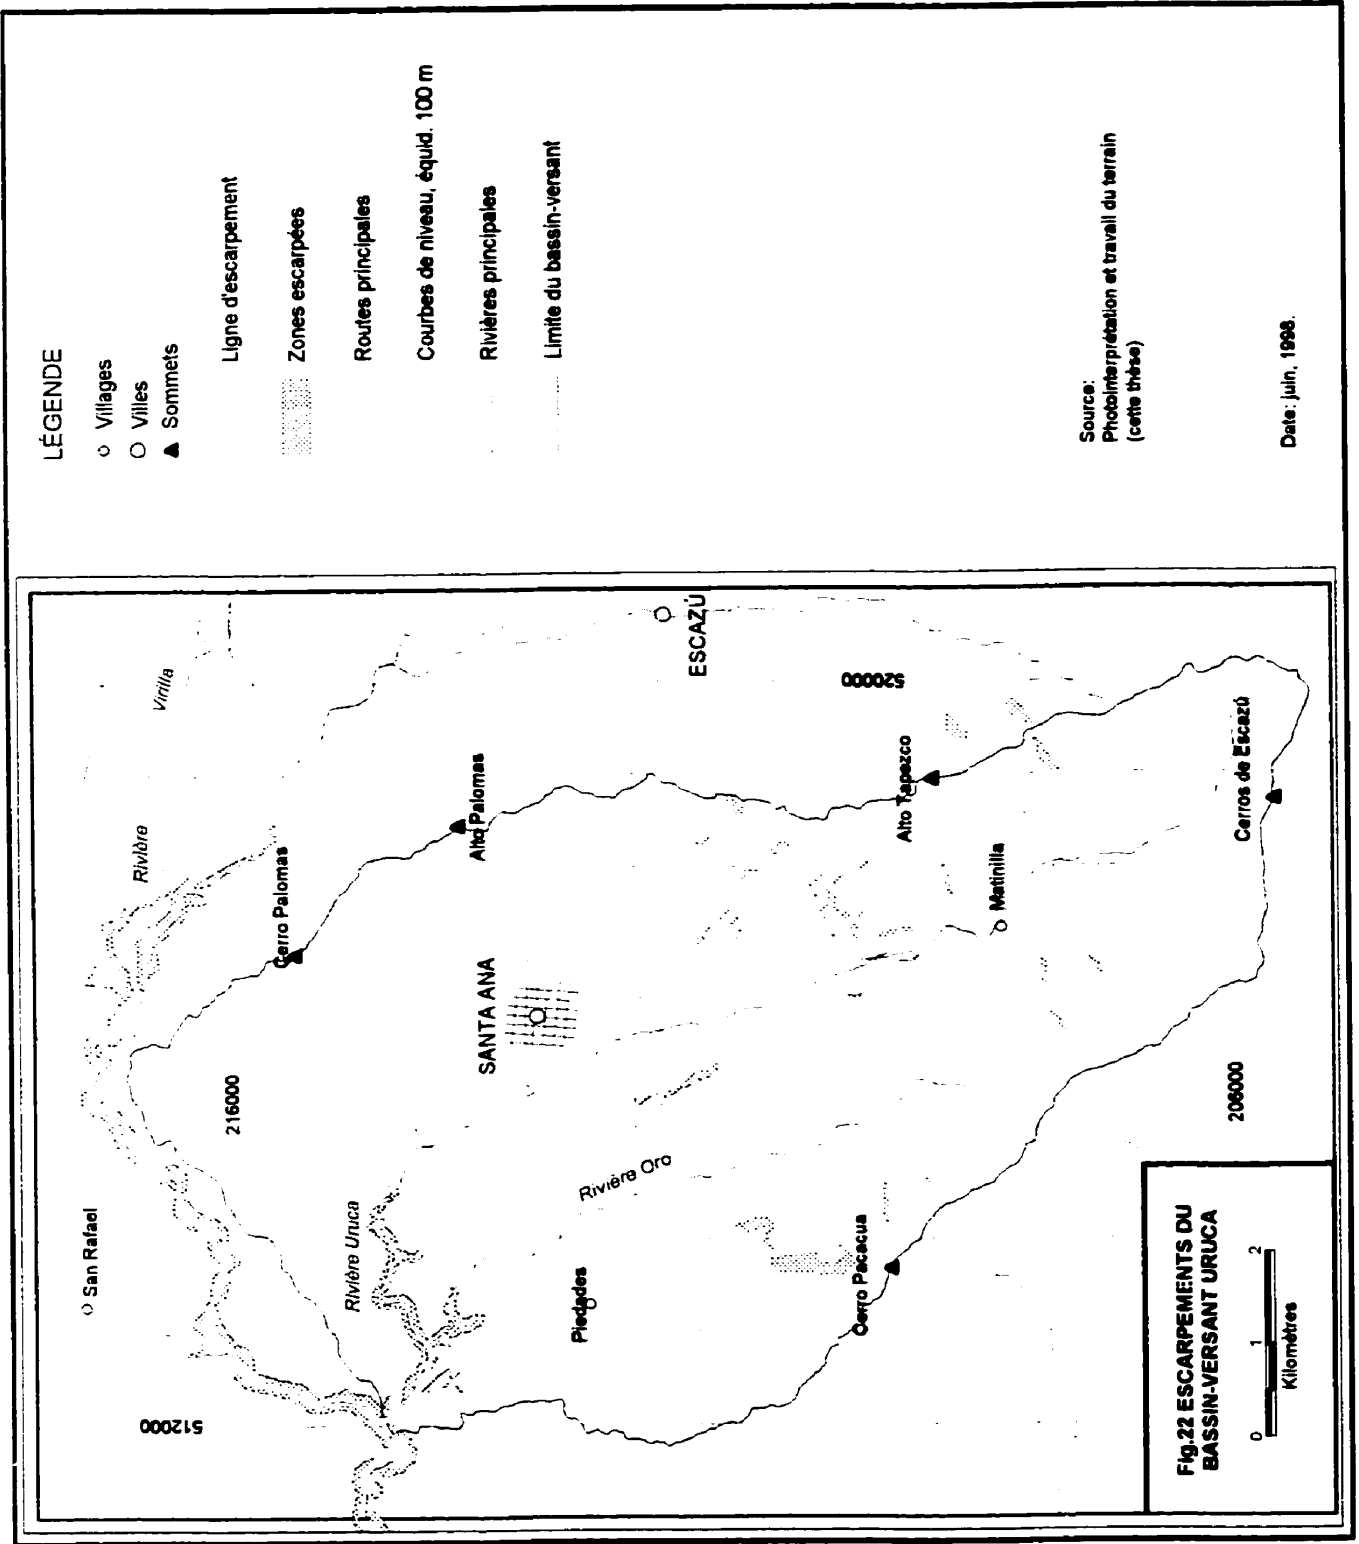 LÉGENDE
Villages
Villes
Sommets
Ligne d'escarpement
Zones escarpées
Routes principales
Courbes de niveau, équid. 100 m
Rivières principales
Limite du bassin-versant
Source:
Photointerprétation et travail du terrain
(cette thèse)
Date: juin, 1998.
San Rafael
Rivière
Virilla
512000
216000
Cerro Palomas
Rivière Uruca
Alto Palomas
SANTA ANA
Piedades
Rivière Oro
ESCAZÚ
520000
Cerro Pacacua
Alto Tapezco
Matinilla
206000
Cerros de Escazú
Fig.22 ESCARPEMENTS DU
BASSIN-VERSANT URUCA
0 1 2
Kilomètres